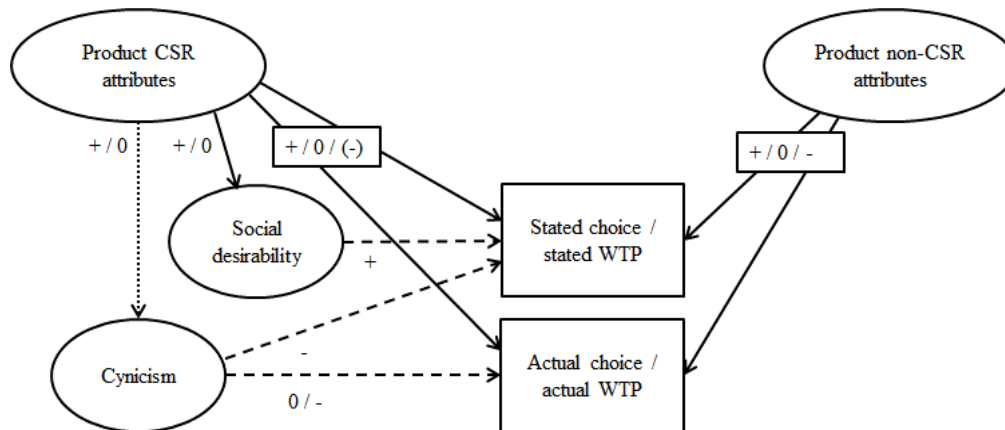 Product CSR
attributes
Product non-CSR
attributes
+ / 0
+ / 0
+ / 0 / (-)
+ / 0 / -
Social
desirability
+
Stated choice /
stated WTP
Cynicism
-
0 / -
Actual choice /
actual WTP